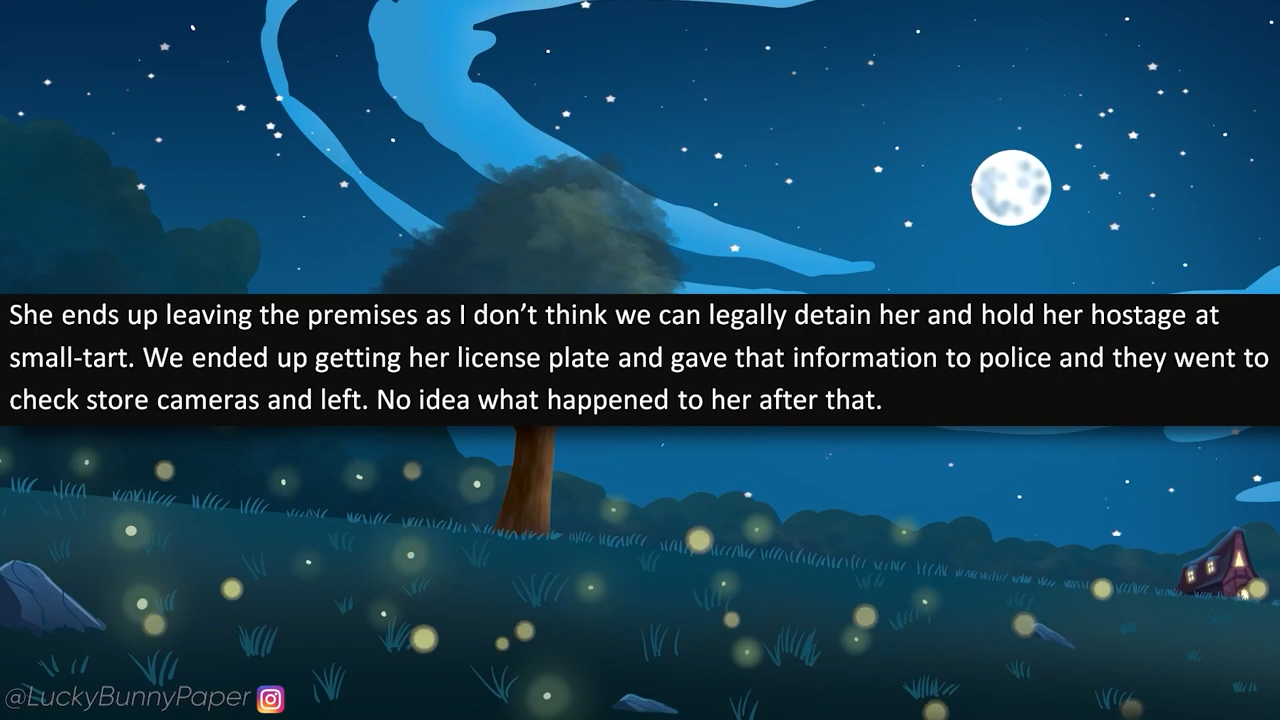 She ends up leaving the premises as I don’t think we can legally detain her and hold her hostage at
small-tart. We ended up getting her license plate and gave that information to police and they went to
check store cameras and left. No idea what happened to her after that.
@LuckyBunnyPaper